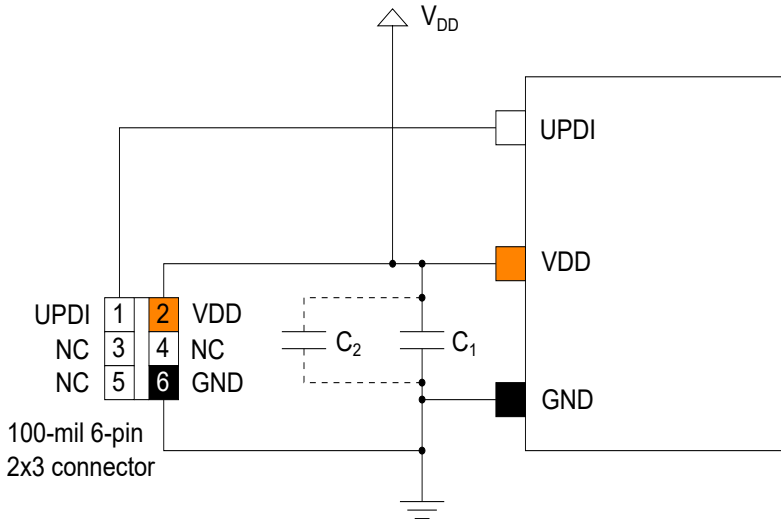 V_DD
UPDI
VDD
UPDI 1 2 VDD
NC 3 4 NC
C₂ C₁
NC 5 6 GND
GND
100-mil 6-pin
2x3 connector